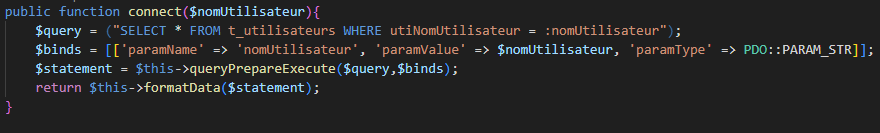 public function connect($nomUtilisateur){
$query = ("SELECT * FROM t_utilisateurs WHERE utiNomUtilisateur = :nomUtilisateur");
$binds = [['paramName' => 'nomUtilisateur', 'paramValue' => $nomUtilisateur, 'paramType' => PDO::PARAM_STR]];
$statement = $this->queryPrepareExecute($query,$binds);
return $this->formatData($statement);
}